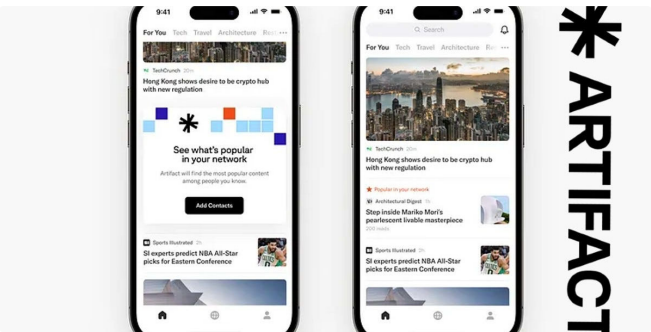 9:41
For You Tech Travel Architecture
TechCrunch 20m
Hong Kong shows desire to be crypto hub
with new regulation
See what's popular
in your network
Artifact will find the most popular content
among people you know.
Add Contacts
Sports Illustrated 2h
SI experts predict NBA All-Star
picks for Eastern Conference
9:41
Search
For You Tech Travel Architecture
TechCrunch 20m
Hong Kong shows desire to be crypto hub
with new regulation
Popular in your network
Architectural Digest
Step inside Mariko Mori's
pearlescent livable masterpiece
Sports Illustrated 2h
SI experts predict NBA All-Star
picks for Eastern Conference
ARTIFACT